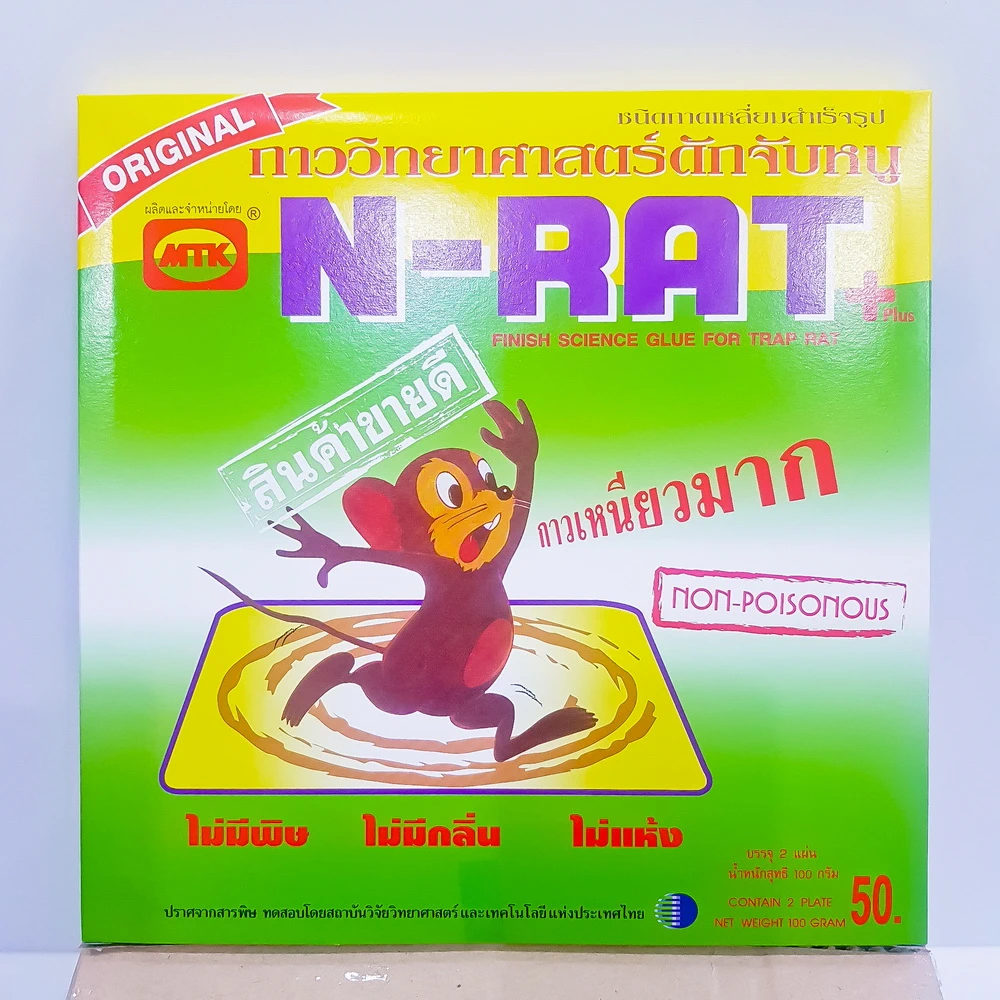 ORIGINAL
ชนิดถาดเหลี่ยมสำเร็จรูป
กาววิทยาศาสตร์ดักจับหนู
ผลิตและจำหน่ายโดย ®
MTK
N-RAT
+Plus
FINISH SCIENCE GLUE FOR TRAP RAT
สินค้าขายดี
กาวเหนียวมาก
NON-POISONOUS
ไม่มีพิษ ไม่มีกลิ่น ไม่แห้ง
บรรจุ 2 แผ่น
น้ำหนักสุทธิ 100 กรัม
CONTAIN 2 PLATE
NET WEIGHT 100 GRAM
50.
ปราศจากสารพิษ ทดสอบโดยสถาบันวิจัยวิทยาศาสตร์ และเทคโนโลยี แห่งประเทศไทย